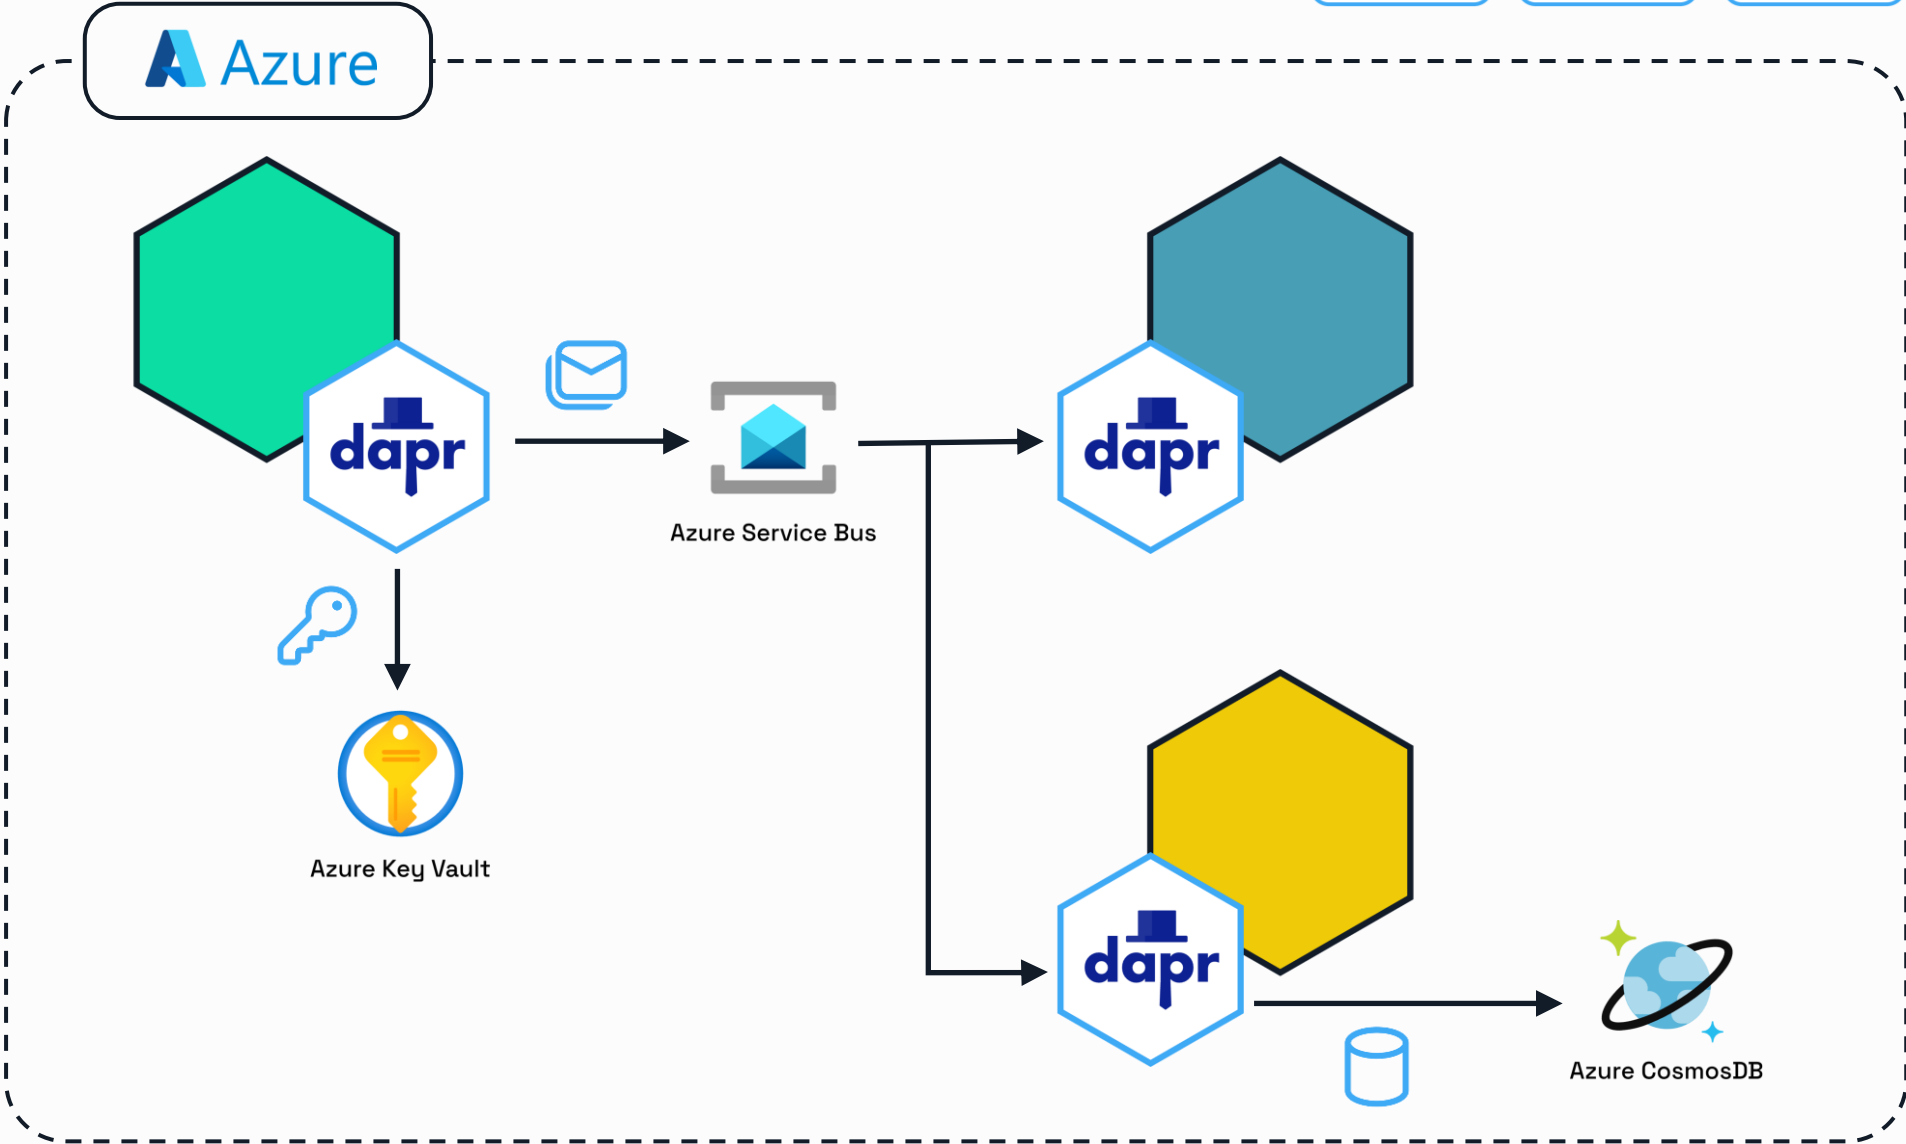 Azure
dapr
Azure Service Bus
dapr
Azure Key Vault
dapr
Azure CosmosDB